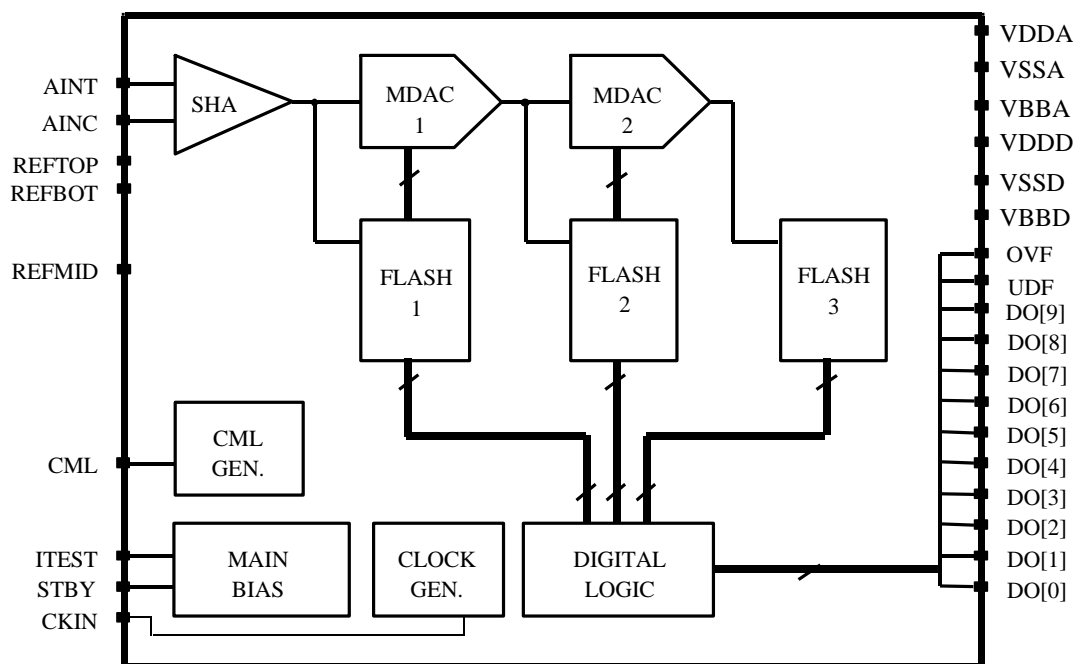 AINT
AINC
REFTOP
REFBOT
REFMID
CML
ITEST
STBY
CKIN
SHA
MDAC
1
MDAC
2
FLASH
1
FLASH
2
FLASH
3
CML
GEN.
MAIN
BIAS
CLOCK
GEN.
DIGITAL
LOGIC
VDDA
VSSA
VBBA
VDDD
VSSD
VBBD
OVF
UDF
DO[9]
DO[8]
DO[7]
DO[6]
DO[5]
DO[4]
DO[3]
DO[2]
DO[1]
DO[0]